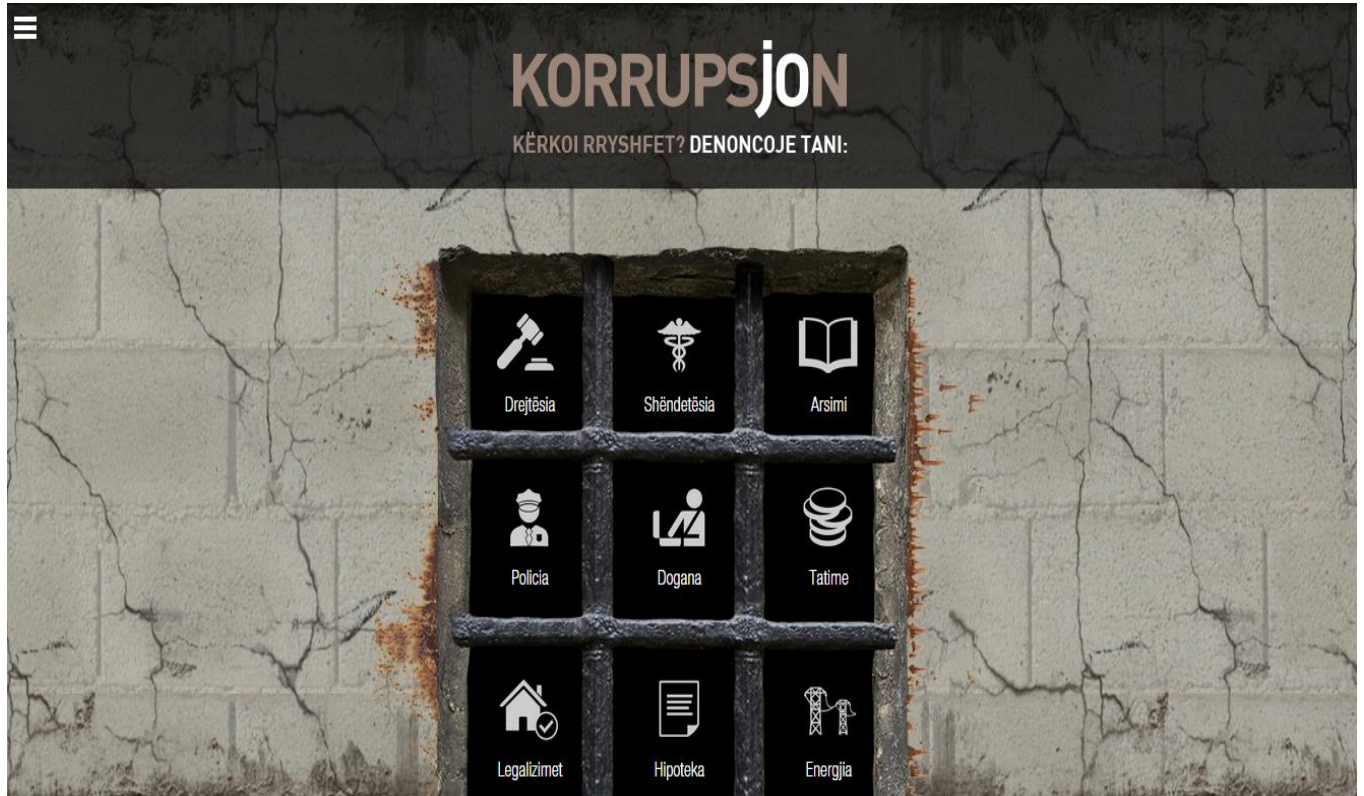 KORRUPSjON
KËRKOI RRYSHFET? DENONCOJE TANI:
Drejtësia
Shëndetësia
Arsimi
Policia
Dogana
Tatime
Legalizimet
Hipoteka
Energjia